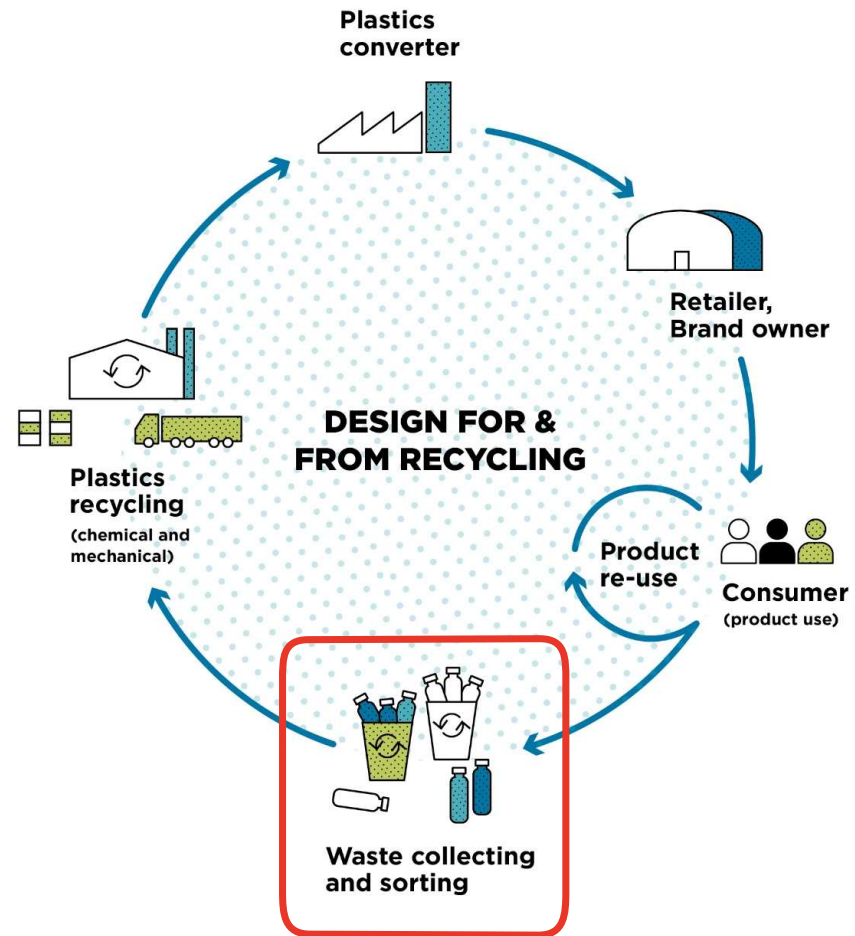 Plastics
converter
Retailer,
Brand owner
DESIGN FOR &
FROM RECYCLING
Plastics
recycling
(chemical and
mechanical)
Product
re-use
Consumer
(product use)
Waste collecting
and sorting